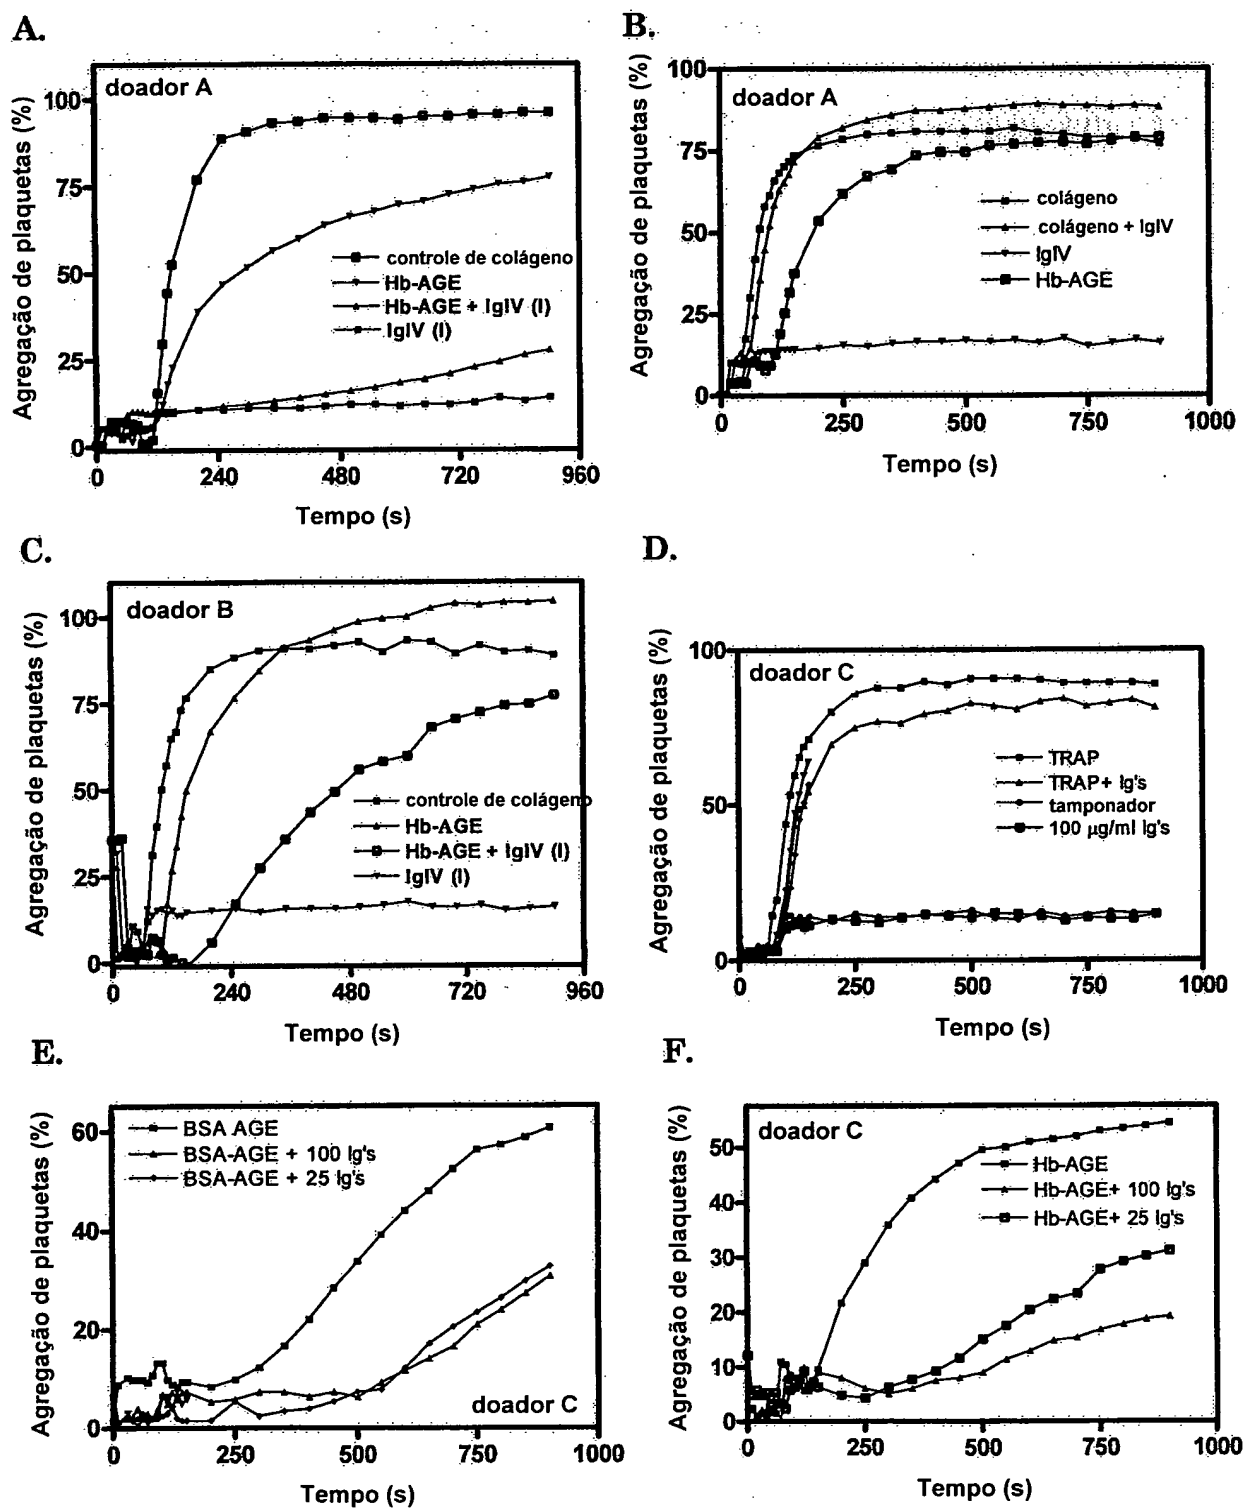 A.
doador A
Agregação de plaquetas (%)
100
75
50
25
0
controle de colágeno
Hb-AGE
Hb-AGE + IgIV (I)
IgIV (I)
0 240 480 720 960
Tempo (s)
B.
doador A
Agregação de plaquetas (%)
100
75
50
25
0
colágeno
colágeno + IgIV
IgIV
Hb-AGE
0 250 500 750 1000
Tempo (s)
C.
doador B
Agregação de plaquetas (%)
100
75
50
25
0
controle de colágeno
Hb-AGE
Hb-AGE + IgIV (I)
IgIV (I)
0 240 480 720 960
Tempo (s)
D.
doador C
Agregação de plaquetas (%)
100
50
0
TRAP
TRAP+ Ig's
tamponador
100 µg/ml Ig's
0 250 500 750 1000
Tempo (s)
E.
Agregação de plaquetas (%)
60
40
20
0
BSA AGE
BSA-AGE + 100 Ig's
BSA-AGE + 25 Ig's
doador C
0 250 500 750 1000
Tempo (s)
F.
doador C
Agregação de plaquetas (%)
50
40
30
20
10
0
Hb-AGE
Hb-AGE+ 100 Ig's
Hb-AGE+ 25 Ig's
0 250 500 750 1000
Tempo (s)